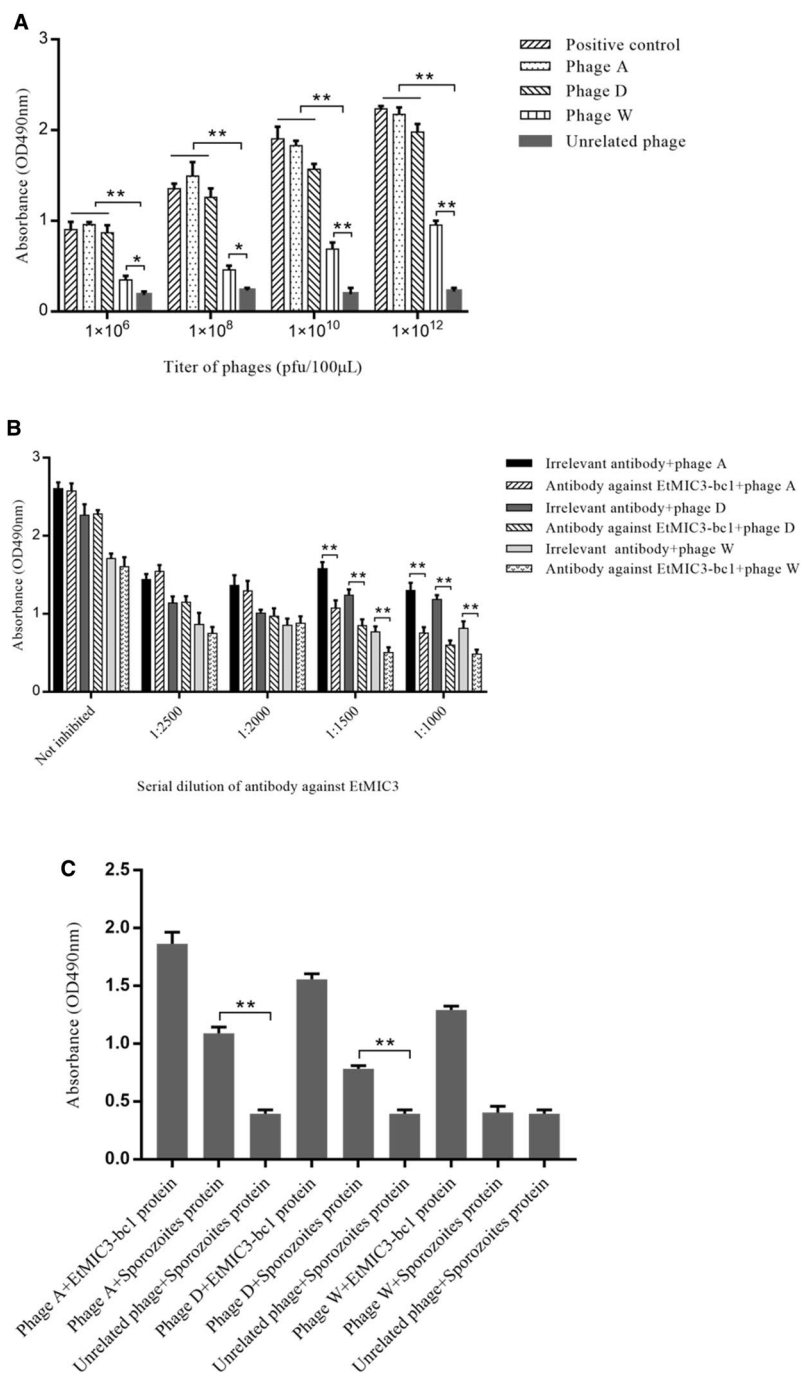 A
3
2
1
0
Absorbance (OD490nm)
**
**
**
**
*
*
**
**
1×10⁶
1×10⁸
1×10¹⁰
1×10¹²
Titer of phages (pfu/100μL)
Positive control
Phage A
Phage D
Phage W
Unrelated phage
B
3
2
1
0
Absorbance (OD490nm)
**
**
**
**
**
**
Not inhibited
1:2500
1:2000
1:1500
1:1000
Serial dilution of antibody against EtMIC3
Irrelevant antibody+phage A
Antibody against EtMIC3-bc1+phage A
Irrelevant antibody+phage D
Antibody against EtMIC3-bc1+phage D
Irrelevant antibody+phage W
Antibody against EtMIC3-bc1+phage W
C
2.5
2.0
1.5
1.0
0.5
0.0
Absorbance (OD490nm)
**
**
Phage A+EtMIC3-bc1 protein
Phage A+Sporozoites protein
Unrelated phage+Sporozoites protein
Phage D+EtMIC3-bc1 protein
Phage D+Sporozoites protein
Unrelated phage+Sporozoites protein
Phage W+EtMIC3-bc1 protein
Phage W+Sporozoites protein
Unrelated phage+Sporozoites protein